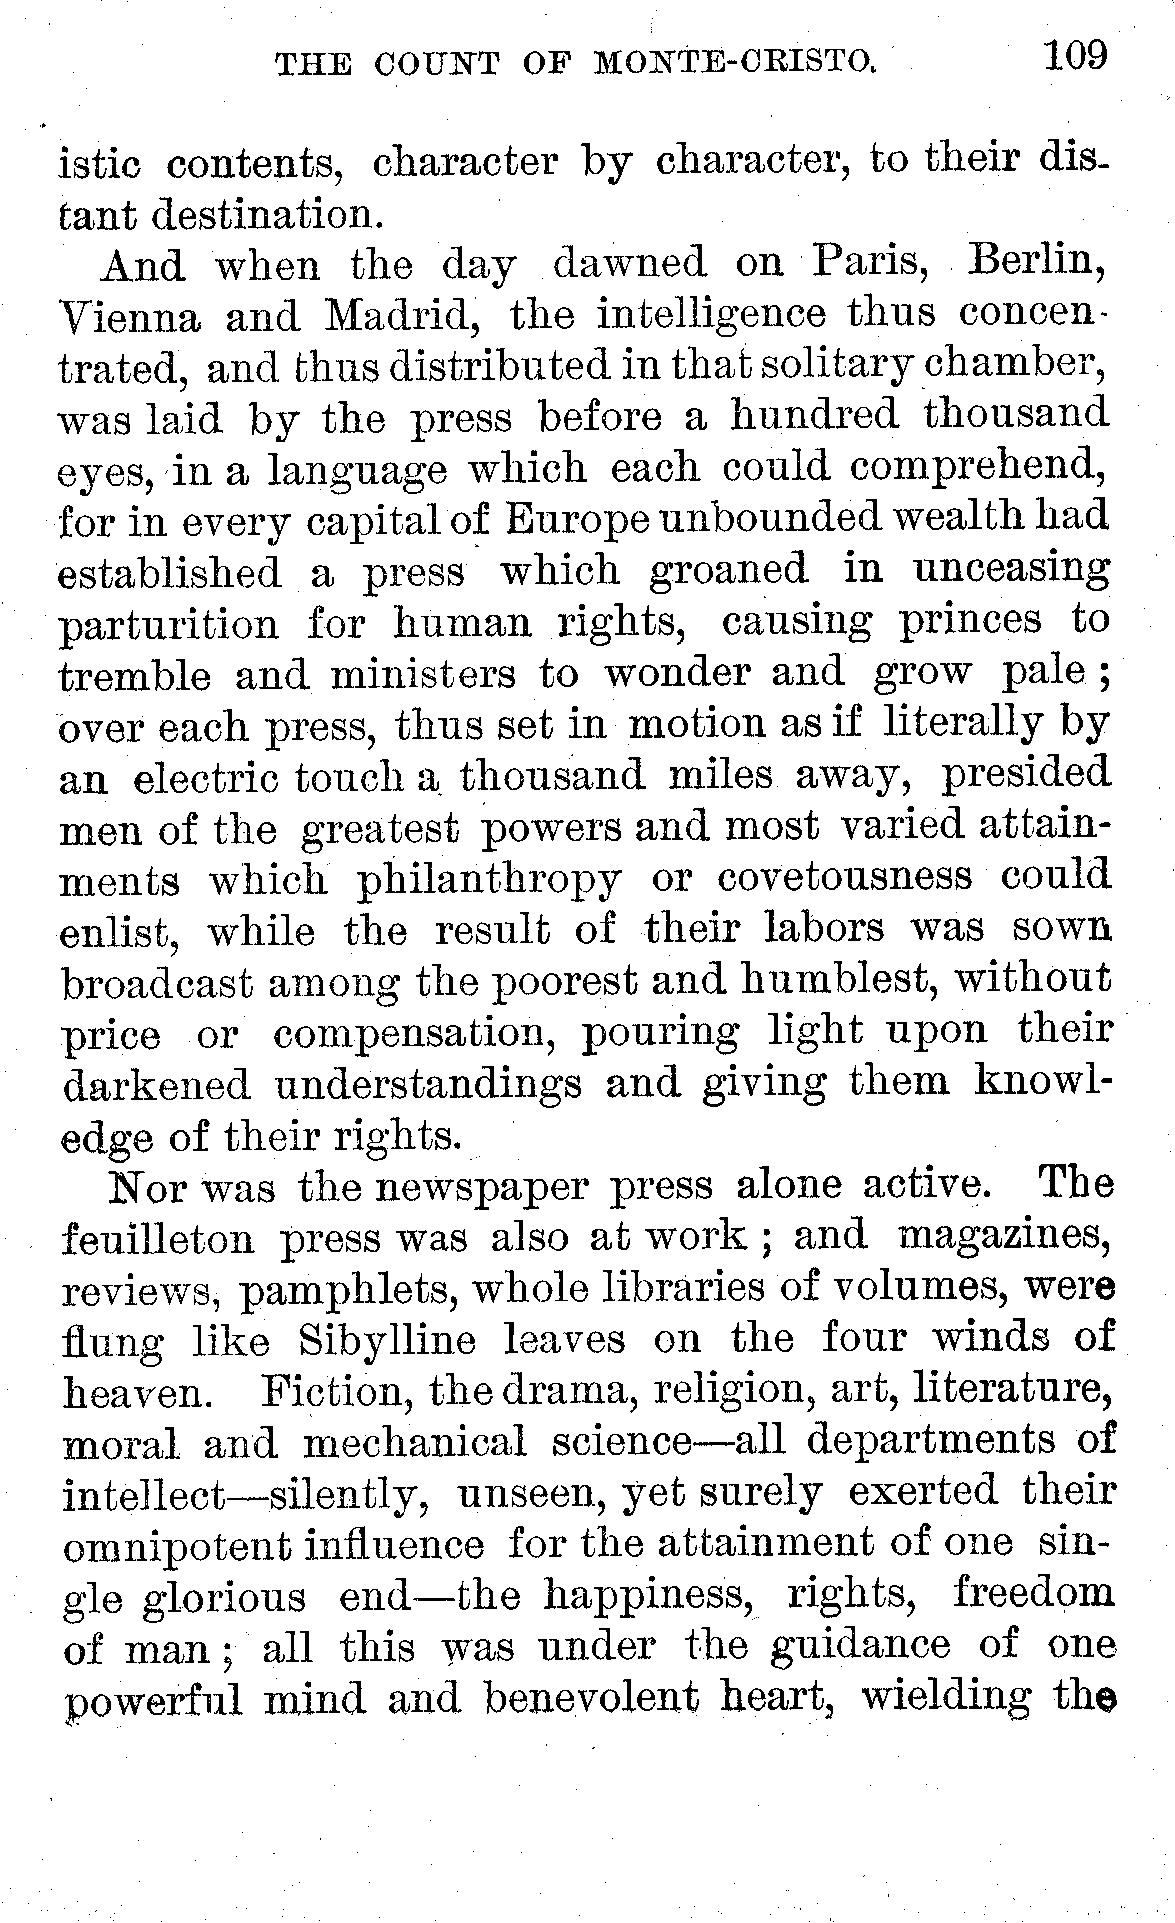 THE COUNT OF MONTE-CRISTO. 109
istic contents, character by character, to their dis-
tant destination.
And when the day dawned on Paris, Berlin,
Vienna and Madrid, the intelligence thus concen-
trated, and thus distributed in that solitary chamber,
was laid by the press before a hundred thousand
eyes, in a language which each could comprehend,
for in every capital of Europe unbounded wealth had
established a press which groaned in unceasing
parturition for human rights, causing princes to
tremble and ministers to wonder and grow pale ;
over each press, thus set in motion as if literally by
an electric touch a thousand miles away, presided
men of the greatest powers and most varied attain-
ments which philanthropy or covetousness could
enlist, while the result of their labors was sown
broadcast among the poorest and humblest, without
price or compensation, pouring light upon their
darkened understandings and giving them knowl-
edge of their rights.
Nor was the newspaper press alone active. The
feuilleton press was also at work ; and magazines,
reviews, pamphlets, whole libraries of volumes, were
flung like Sibylline leaves on the four winds of
heaven. Fiction, the drama, religion, art, literature,
moral and mechanical science—all departments of
intellect—silently, unseen, yet surely exerted their
omnipotent influence for the attainment of one sin-
gle glorious end—the happiness, rights, freedom
of man ; all this was under the guidance of one
powerful mind and benevolent heart, wielding the